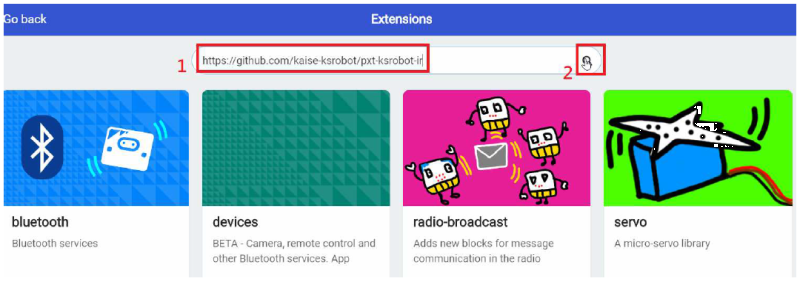 Go back
Extensions
1
https://github.com/kaise-ksrobot/pxt-ksrobot-ir
2
bluetooth
Bluetooth services
devices
BETA - Camera, remote control and
other Bluetooth services. App
radio-broadcast
Adds new blocks for message
communication in the radio
servo
A micro-servo library